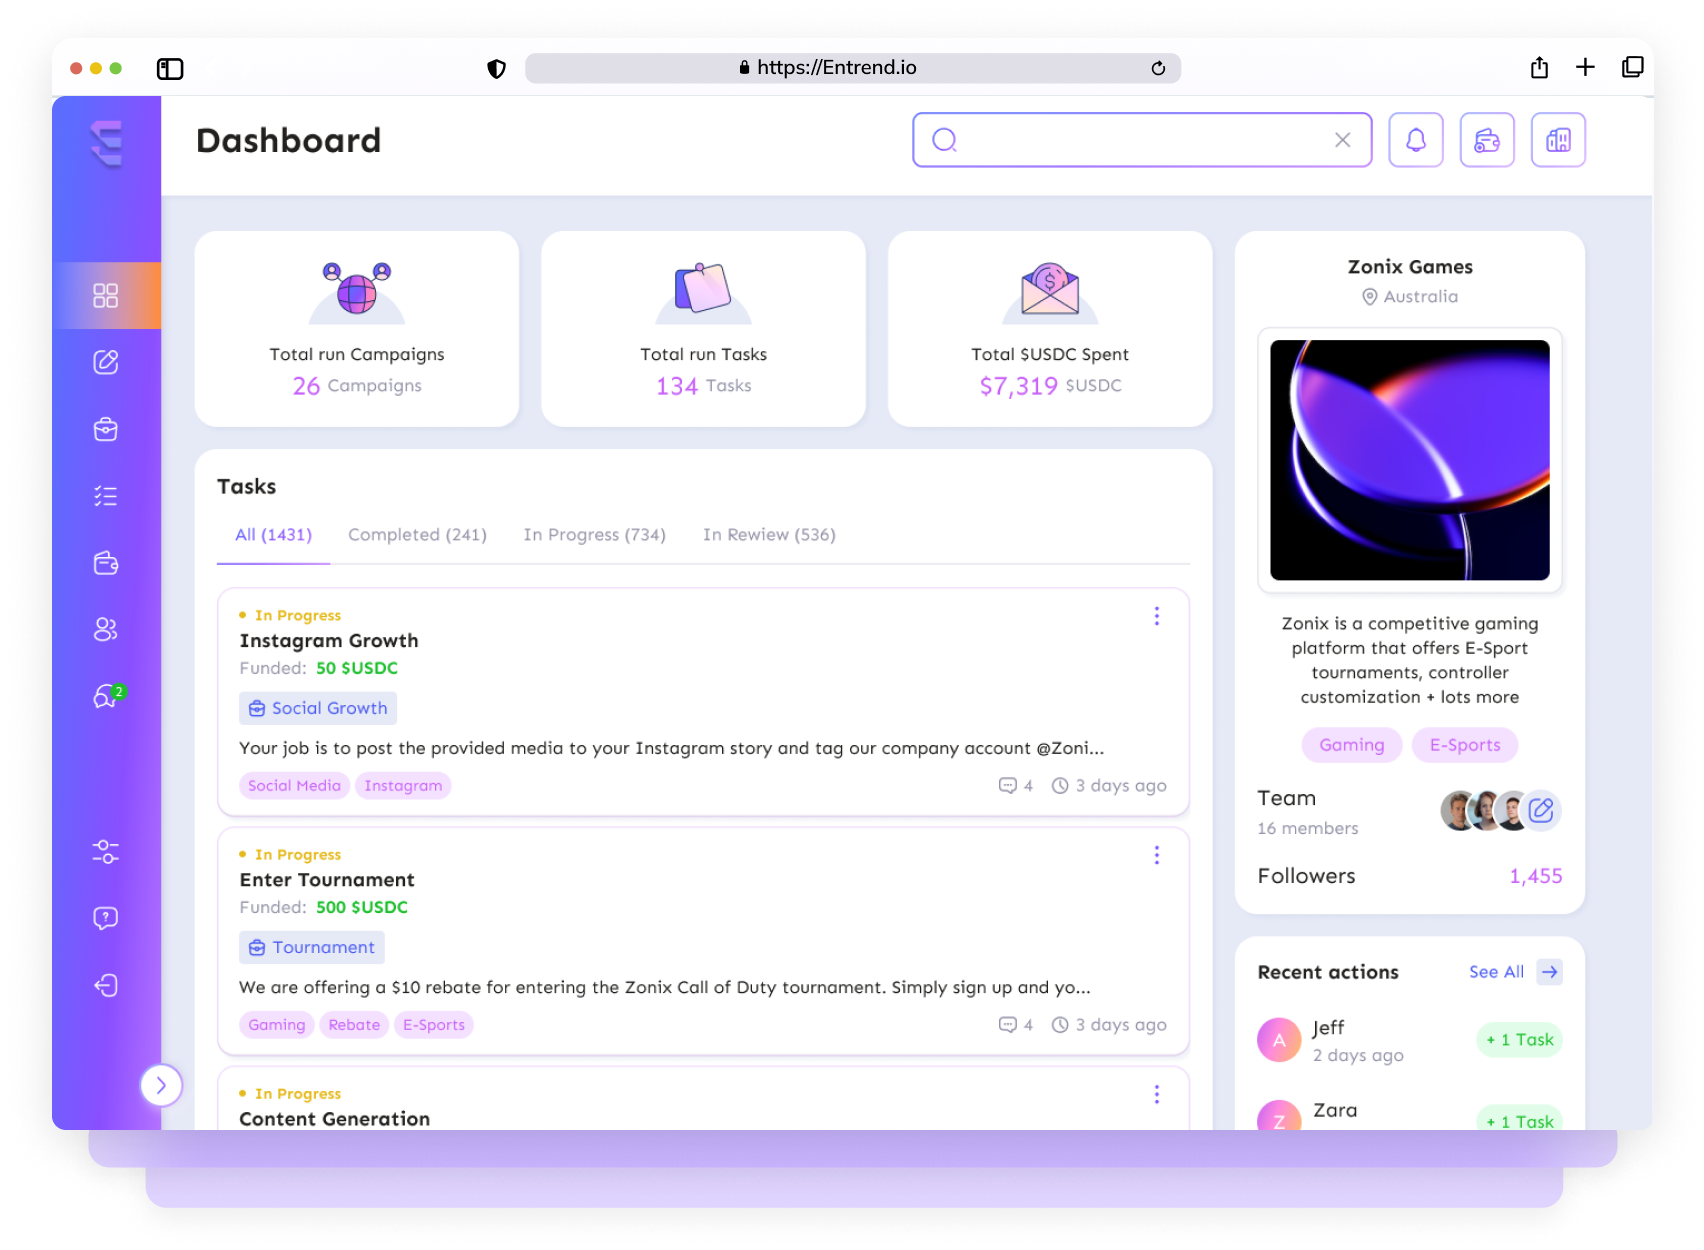 https://Entrend.io
Dashboard
Total run Campaigns
26 Campaigns
Total run Tasks
134 Tasks
Total $USDC Spent
$7,319 $USDC
Tasks
All (1431) Completed (241) In Progress (734) In Rewiew (536)
In Progress
Instagram Growth
Funded: 50 $USDC
Social Growth
Your job is to post the provided media to your Instagram story and tag our company account @Zoni...
Social Media Instagram 4 3 days ago
In Progress
Enter Tournament
Funded: 500 $USDC
Tournament
We are offering a $10 rebate for entering the Zonix Call of Duty tournament. Simply sign up and yo...
Gaming Rebate E-Sports 4 3 days ago
In Progress
Content Generation
Zonix Games
Australia
Zonix is a competitive gaming
platform that offers E-Sport
tournaments, controller
customization + lots more
Gaming E-Sports
Team
16 members
Followers 1,455
Recent actions See All
A Jeff + 1 Task
2 days ago
Z Zara + 1 Task
2